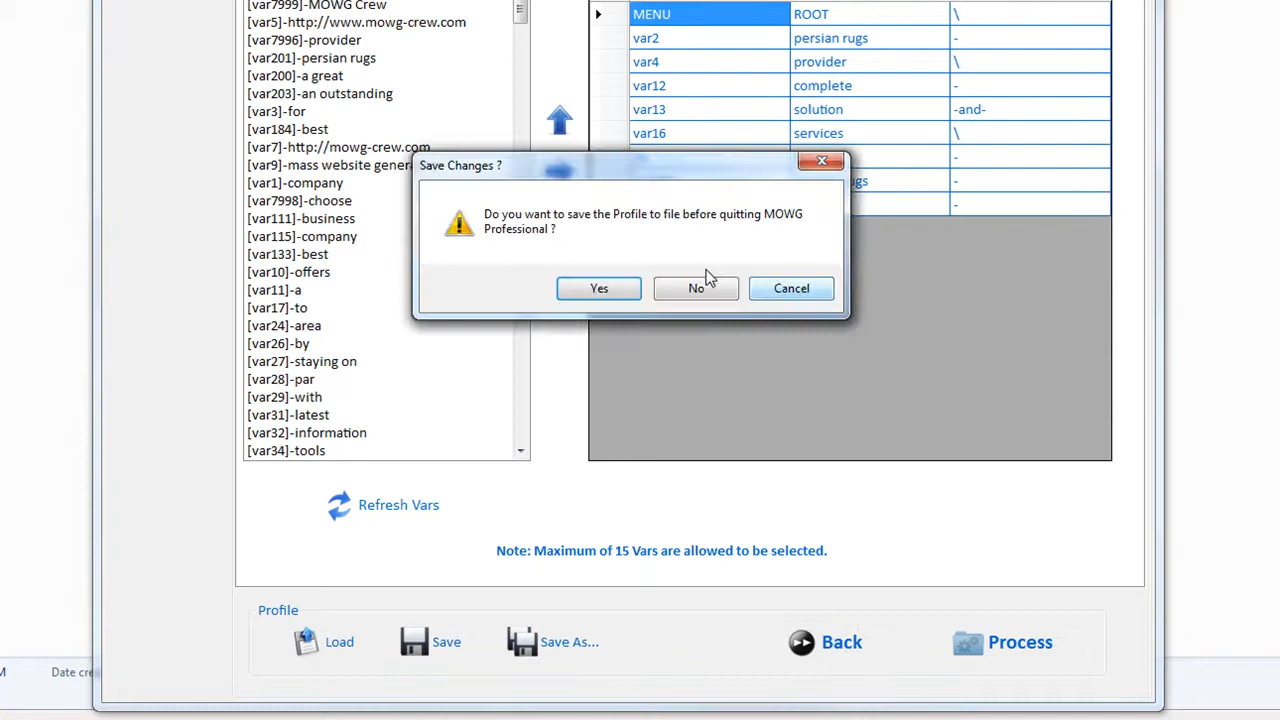 [var7999]-MOWG Crew
[var5]-http://www.mowg-crew.com
[var7996]-provider
[var201]-persian rugs
[var200]-a great
[var203]-an outstanding
[var3]-for
[var184]-best
[var7]-http://mowg-crew.com
[var9]-mass website gener
[var1]-company
[var7998]-choose
[var111]-business
[var115]-company
[var133]-best
[var10]-offers
[var11]-a
[var17]-to
[var24]-area
[var26]-by
[var27]-staying on
[var28]-par
[var29]-with
[var31]-latest
[var32]-information
[var34]-tools
MENU ROOT \
var2 persian rugs -
var4 provider \
var12 complete -
var13 solution -and-
var16 services \
-
ugs -
-
Save Changes ?
Do you want to save the Profile to file before quitting MOWG
Professional ?
Yes No Cancel
Refresh Vars
Note: Maximum of 15 Vars are allowed to be selected.
Profile
Load Save Save As... Back Process
M Date cre